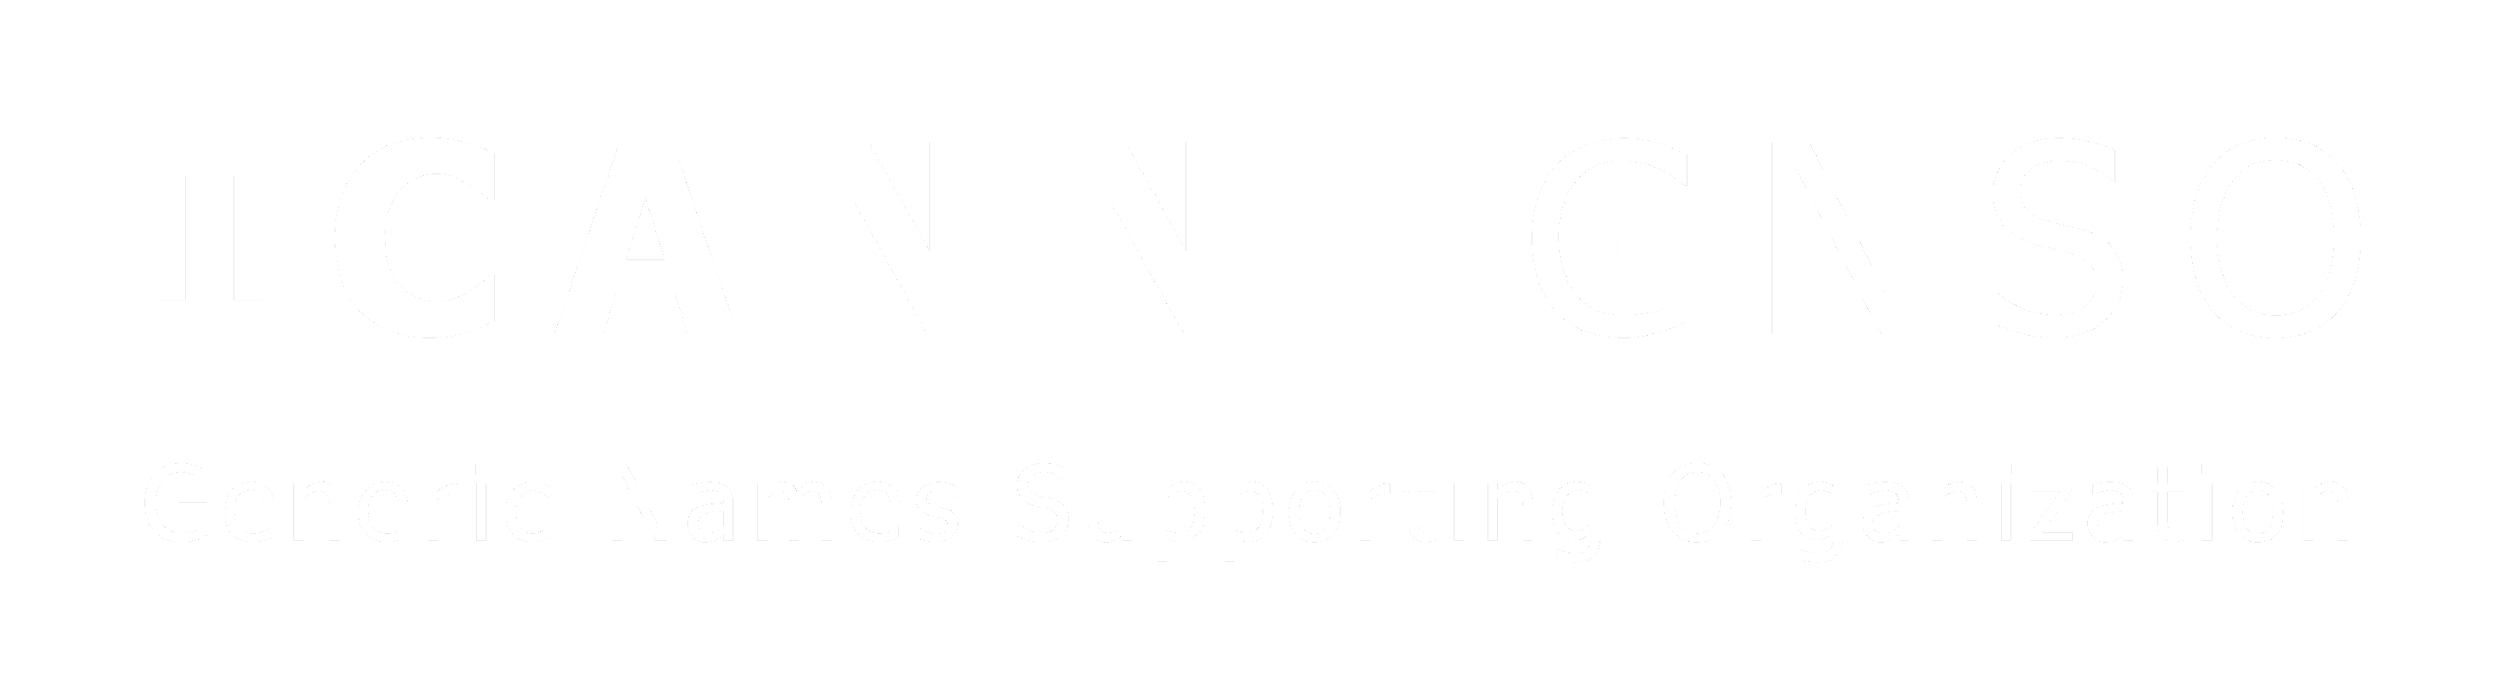 ICANN GNSO
Generic Names Supporting Organization